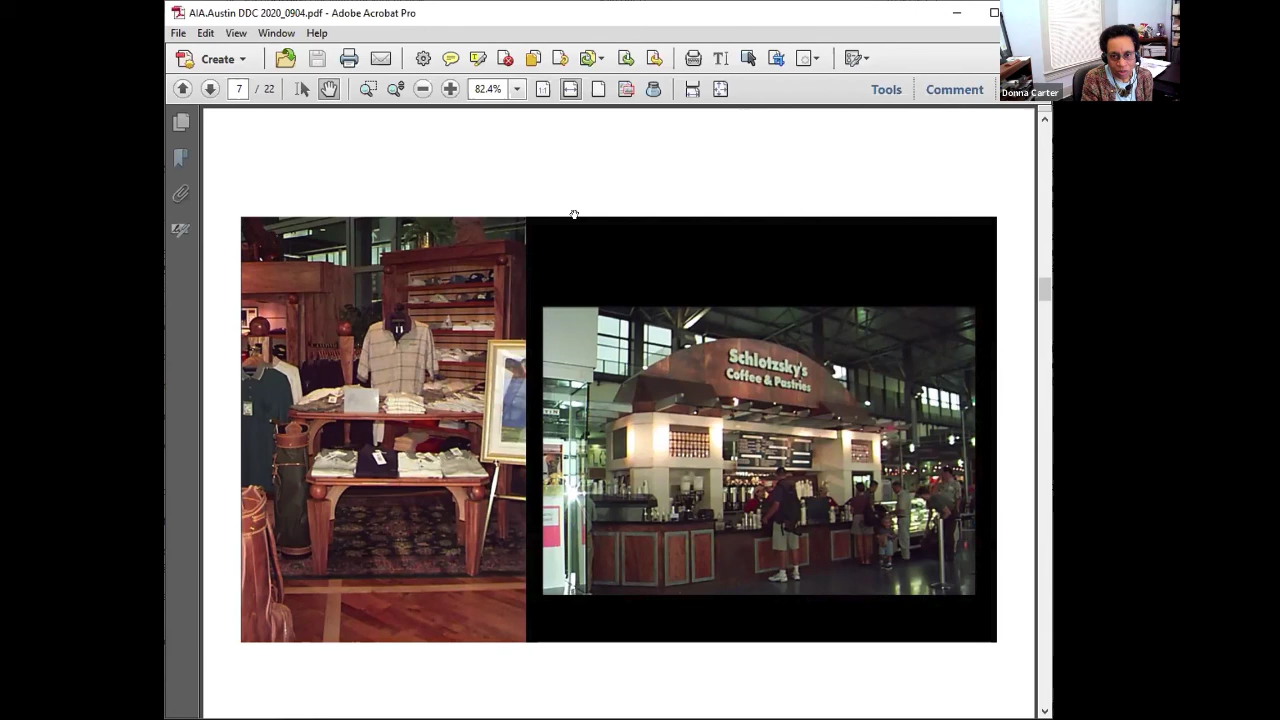 AIA.Austin DDC 2020_0904.pdf - Adobe Acrobat Pro
File Edit View Window Help
Create
7 / 22 82.4% Tools Comment
Donna Carter
Schlotzsky's
Coffee & Pastries